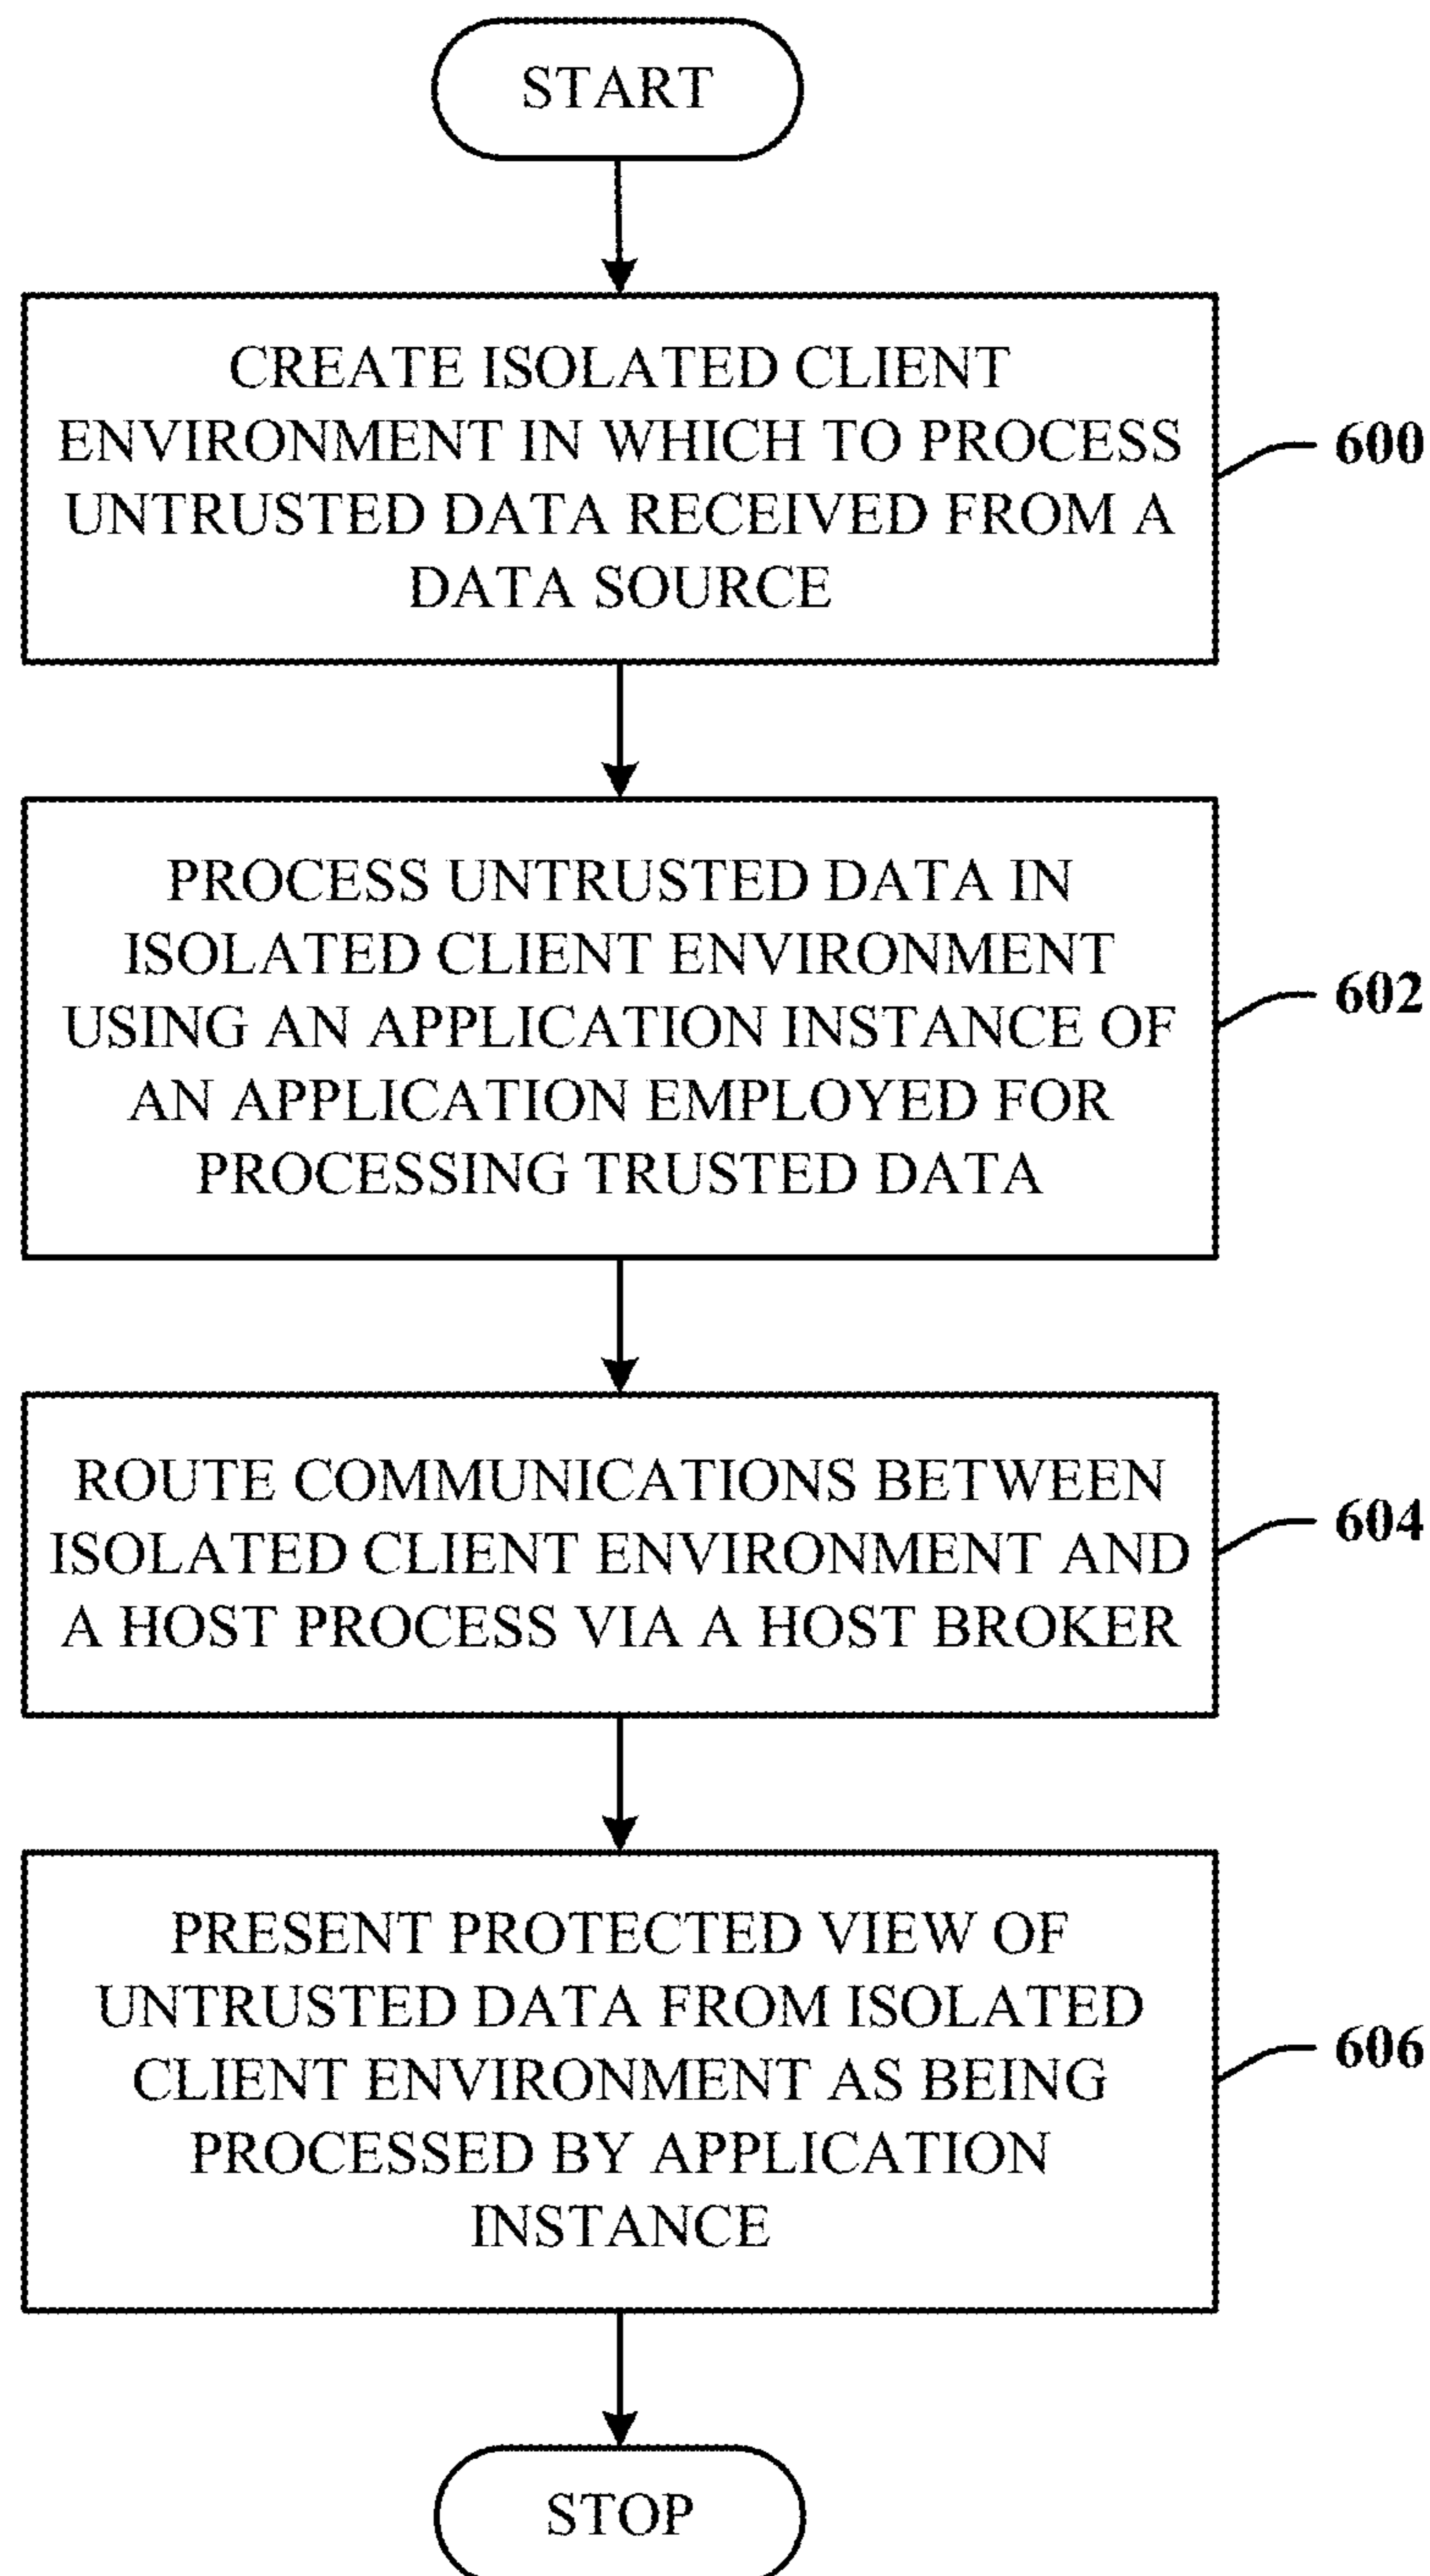 START
CREATE ISOLATED CLIENT
ENVIRONMENT IN WHICH TO PROCESS
UNTRUSTED DATA RECEIVED FROM A
DATA SOURCE
600
PROCESS UNTRUSTED DATA IN
ISOLATED CLIENT ENVIRONMENT
USING AN APPLICATION INSTANCE OF
AN APPLICATION EMPLOYED FOR
PROCESSING TRUSTED DATA
602
ROUTE COMMUNICATIONS BETWEEN
ISOLATED CLIENT ENVIRONMENT AND
A HOST PROCESS VIA A HOST BROKER
604
PRESENT PROTECTED VIEW OF
UNTRUSTED DATA FROM ISOLATED
CLIENT ENVIRONMENT AS BEING
PROCESSED BY APPLICATION
INSTANCE
606
STOP